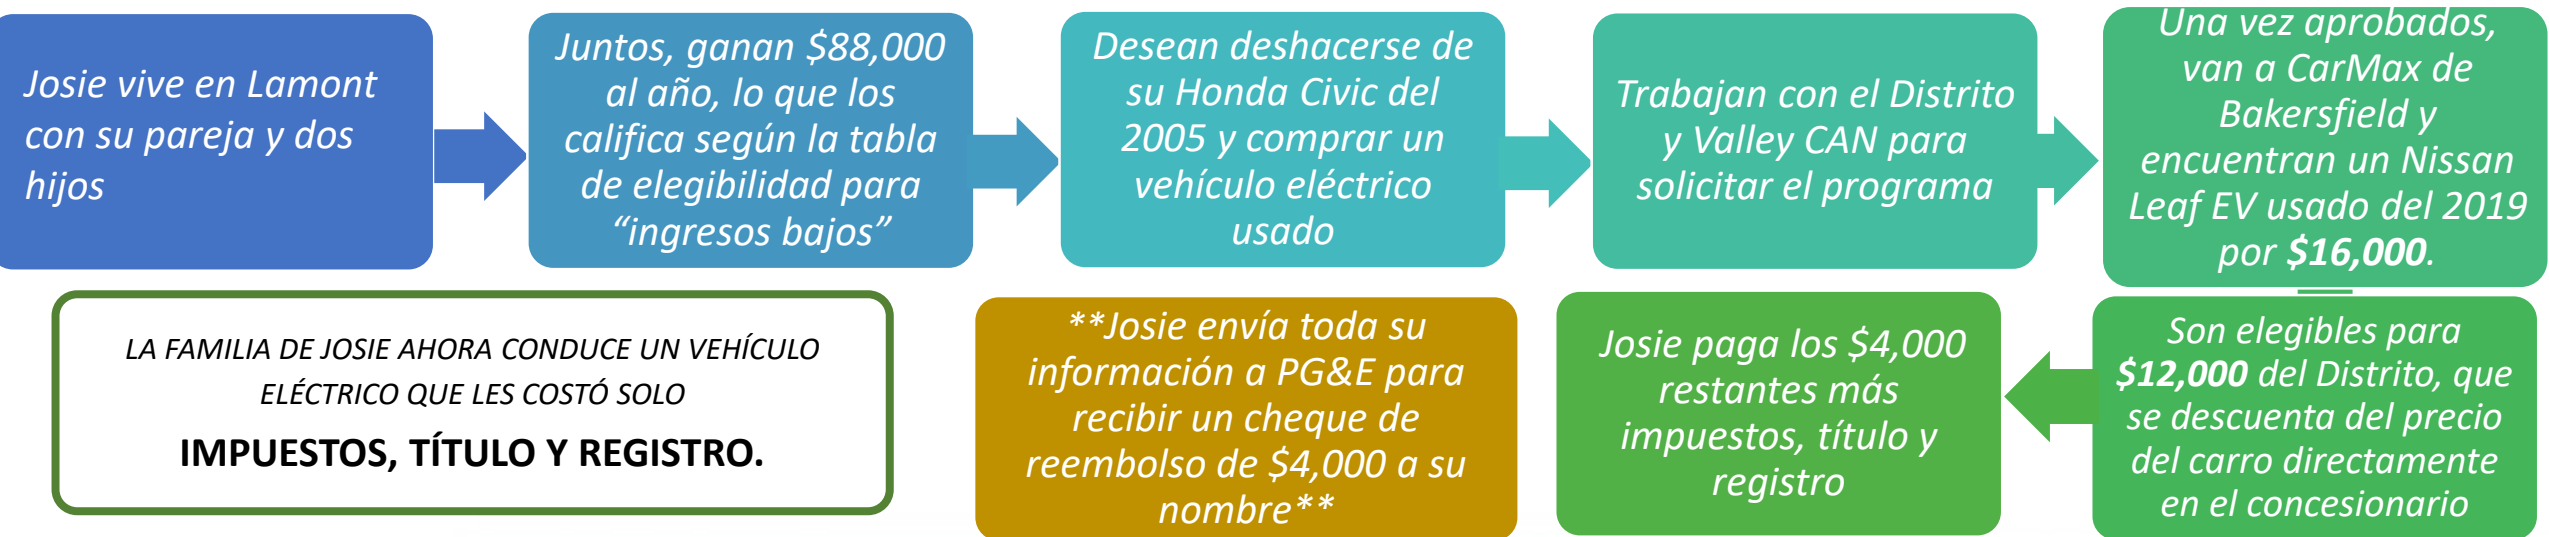 Josie vive en Lamont
con su pareja y dos
hijos
Juntos, ganan $88,000
al año, lo que los
califica según la tabla
de elegibilidad para
“ingresos bajos”
Desean deshacerse de
su Honda Civic del
2005 y comprar un
vehículo eléctrico
usado
Trabajan con el Distrito
y Valley CAN para
solicitar el programa
Una vez aprobados,
van a CarMax de
Bakersfield y
encuentran un Nissan
Leaf EV usado del 2019
por $16,000.
Son elegibles para
$12,000 del Distrito, que
se descuenta del precio
del carro directamente
en el concesionario
Josie paga los $4,000
restantes más
impuestos, título y
registro
**Josie envía toda su
información a PG&E para
recibir un cheque de
reembolso de $4,000 a su
nombre**
LA FAMILIA DE JOSIE AHORA CONDUCE UN VEHÍCULO
ELÉCTRICO QUE LES COSTÓ SOLO
IMPUESTOS, TÍTULO Y REGISTRO.